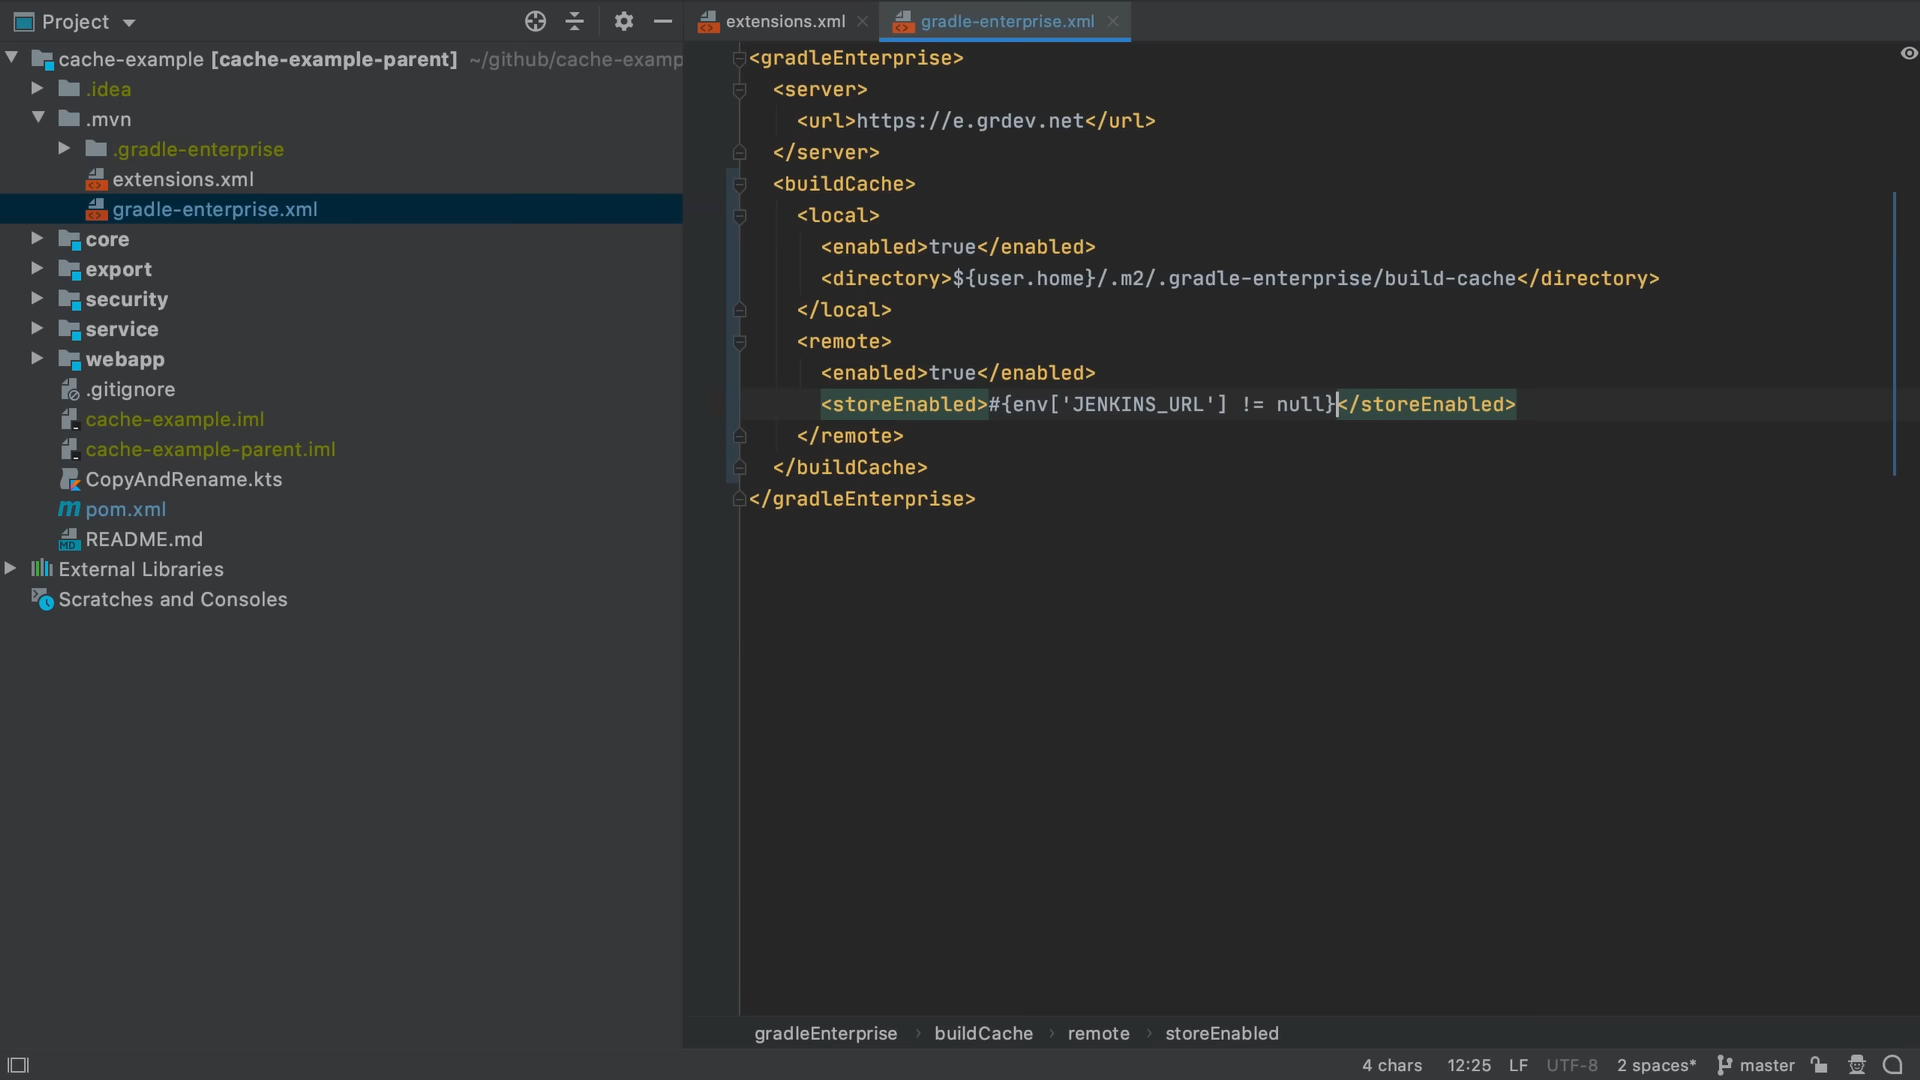 Project
cache-example [cache-example-parent] ~/github/cache-examp
.idea
.mvn
.gradle-enterprise
extensions.xml
gradle-enterprise.xml
core
export
security
service
webapp
.gitignore
cache-example.iml
cache-example-parent.iml
CopyAndRename.kts
pom.xml
README.md
External Libraries
Scratches and Consoles
extensions.xml
gradle-enterprise.xml
<gradleEnterprise>
<server>
<url>https://e.grdev.net</url>
</server>
<buildCache>
<local>
<enabled>true</enabled>
<directory>${user.home}/.m2/.gradle-enterprise/build-cache</directory>
</local>
<remote>
<enabled>true</enabled>
<storeEnabled>#{env['JENKINS_URL'] != null}</storeEnabled>
</remote>
</buildCache>
</gradleEnterprise>
gradleEnterprise › buildCache › remote › storeEnabled
4 chars 12:25 LF UTF-8 2 spaces* master